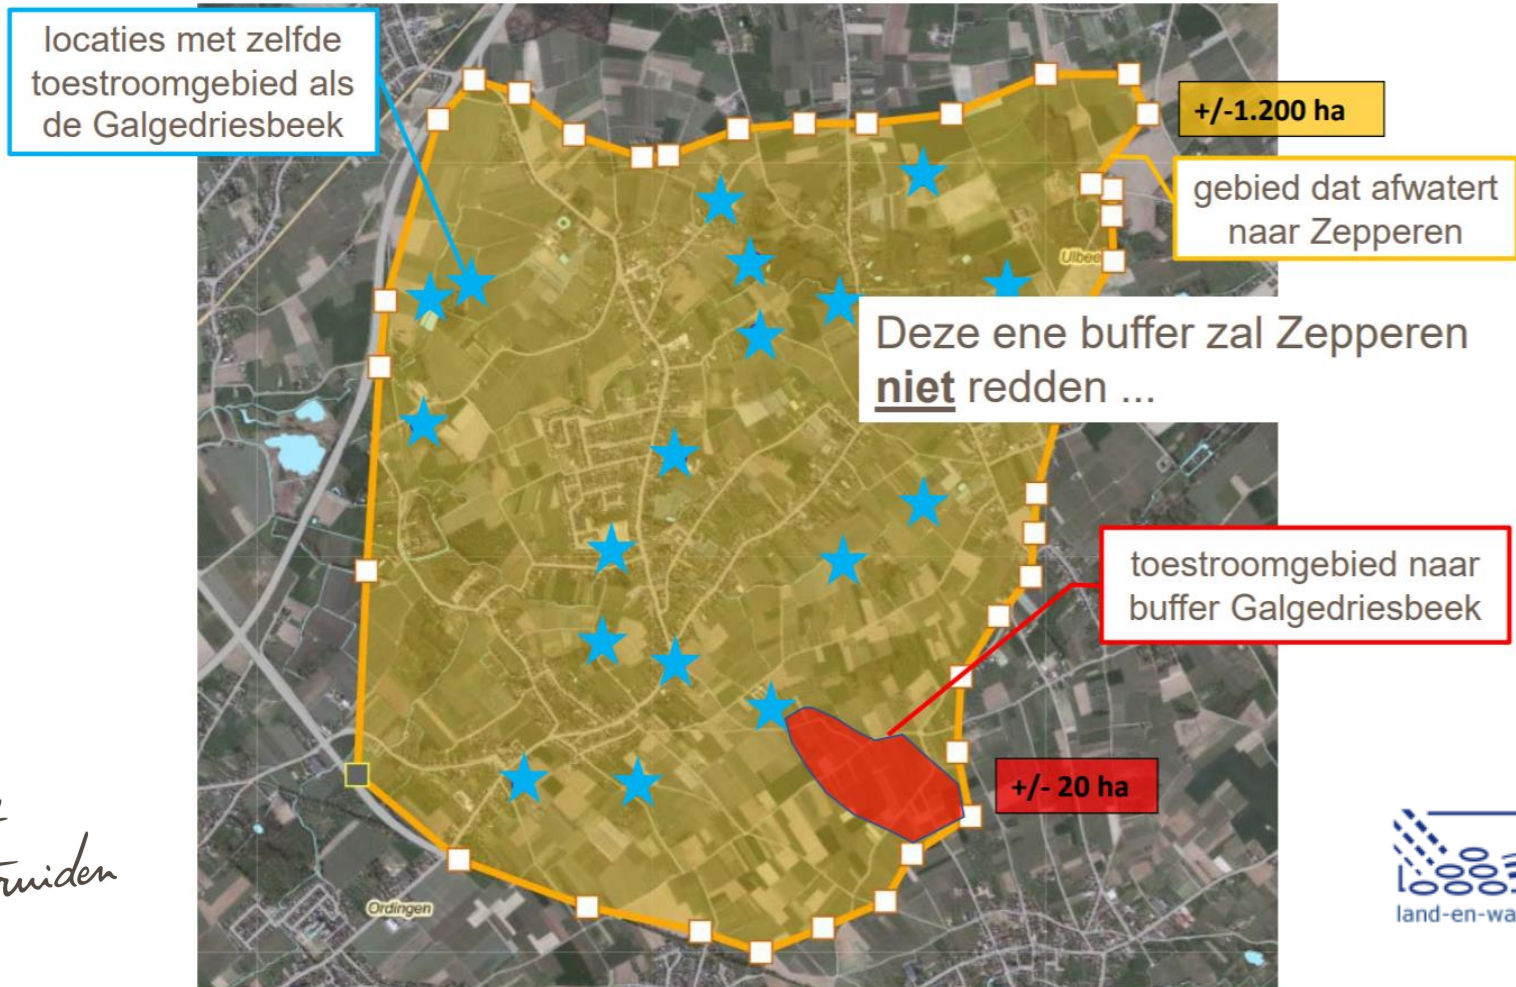 locaties met zelfde
toestroomgebied als
de Galgedriesbeek
+/-1.200 ha
gebied dat afwatert
naar Zepperen
Deze ene buffer zal Zepperen
niet redden ...
toestroomgebied naar
buffer Galgedriesbeek
+/- 20 ha
Ordingen
land-en-wa